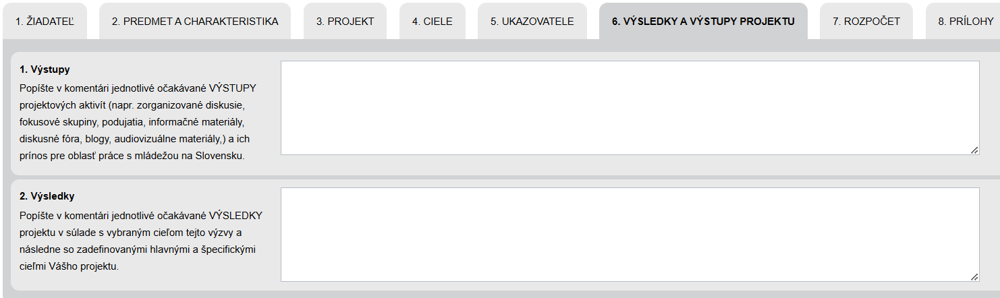 1. ŽIADATEĽ 2. PREDMET A CHARAKTERISTIKA 3. PROJEKT 4. CIELE 5. UKAZOVATELE 6. VÝSLEDKY A VÝSTUPY PROJEKTU 7. ROZPOČET 8. PRÍLOHY
1. Výstupy
Popíšte v komentári jednotlivé očakávané VÝSTUPY
projektových aktivít (napr. zorganizované diskusie,
fokusové skupiny, podujatia, informačné materiály,
diskusné fóra, blogy, audiovizuálne materiály,) a ich
prínos pre oblasť práce s mládežou na Slovensku.
2. Výsledky
Popíšte v komentári jednotlivé očakávané VÝSLEDKY
projektu v súlade s vybraným cieľom tejto výzvy a
následne so zadefinovanými hlavnými a špecifickými
cieľmi Vášho projektu.